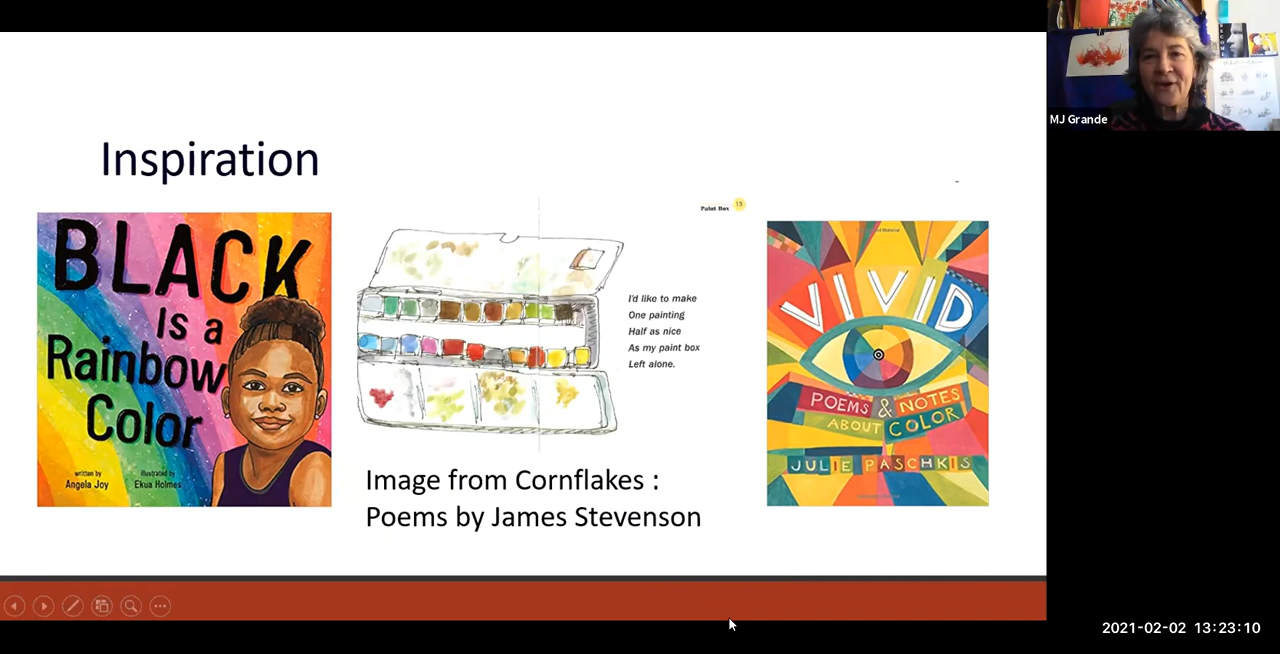 MJ Grande
Inspiration
BLACK
Is a
Rainbow
Color
written by
Angela Joy
illustrated by
Ekua Holmes
Paint Box 15
I'd like to make
One painting
Half as nice
As my paint box
Left alone.
Image from Cornflakes :
Poems by James Stevenson
VIVID
POEMS & NOTES
ABOUT COLOR
JULIE PASCHKIS
2021-02-02 13:23:10